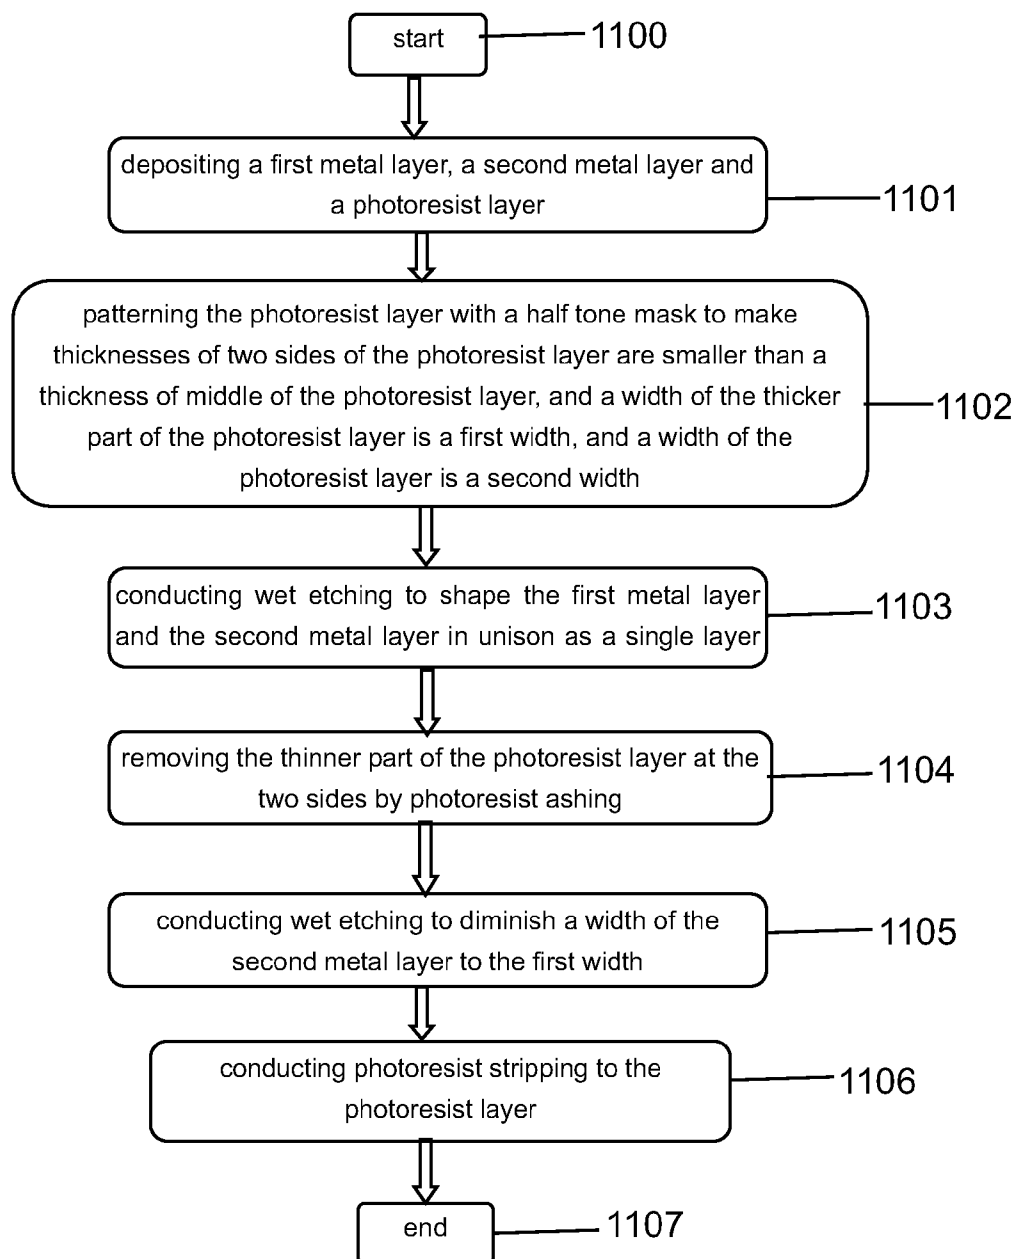 start
1100
depositing a first metal layer, a second metal layer and
a photoresist layer
1101
patterning the photoresist layer with a half tone mask to make
thicknesses of two sides of the photoresist layer are smaller than a
thickness of middle of the photoresist layer, and a width of the thicker
part of the photoresist layer is a first width, and a width of the
photoresist layer is a second width
1102
conducting wet etching to shape the first metal layer
and the second metal layer in unison as a single layer
1103
removing the thinner part of the photoresist layer at the
two sides by photoresist ashing
1104
conducting wet etching to diminish a width of the
second metal layer to the first width
1105
conducting photoresist stripping to the
photoresist layer
1106
end
1107